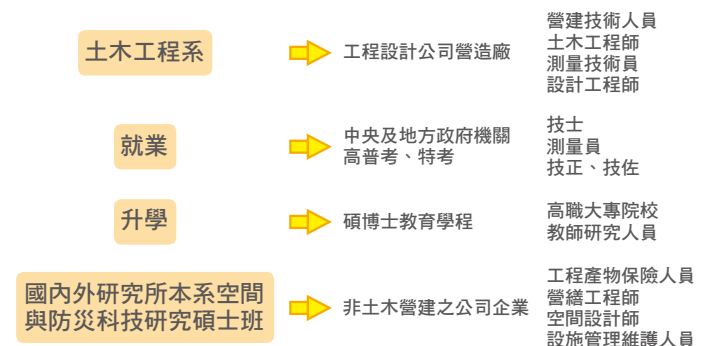 土木工程系
工程設計公司營造廠
營建技術人員
土木工程師
測量技術員
設計工程師
就業
中央及地方政府機關
高普考、特考
技士
測量員
技正、技佐
升學
碩博士教育學程
高職大專院校
教師研究人員
國內外研究所本系空間
與防災科技研究碩士班
非土木營建之公司企業
工程產物保險人員
營繕工程師
空間設計師
設施管理維護人員